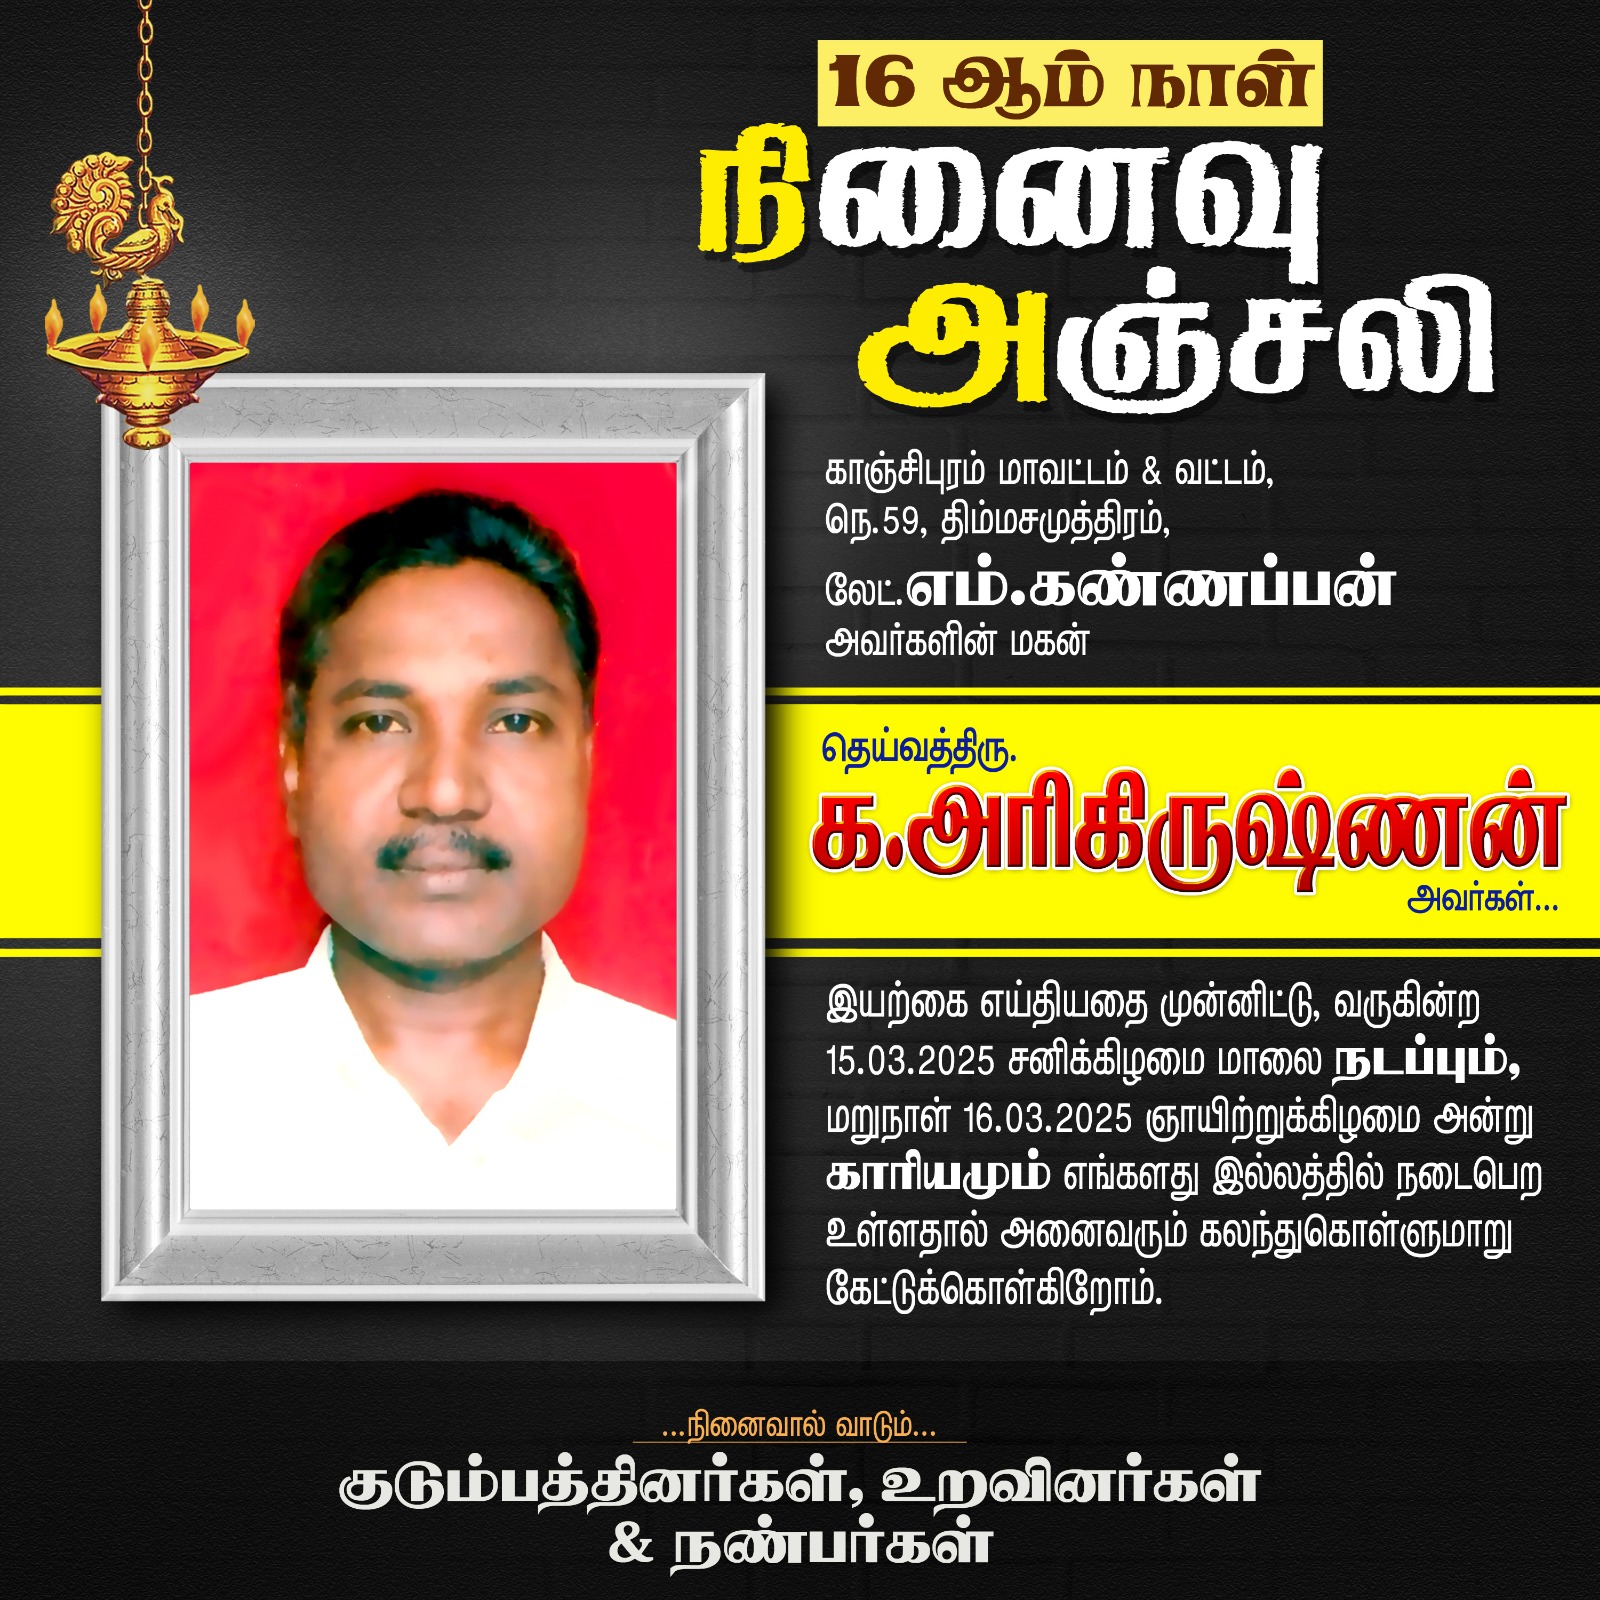 16 ஆம் நாள்
நினைவு
அஞ்சலி
காஞ்சிபுரம் மாவட்டம் & வட்டம்,
நெ.59, திம்மசமுத்திரம்,
லேட்.எம்.கண்ணப்பன்
அவர்களின் மகன்
தெய்வத்திரு.
க.அரிகிருஷ்ணன்
அவர்கள்...
இயற்கை எய்தியதை முன்னிட்டு, வருகின்ற
15.03.2025 சனிக்கிழமை மாலை நடப்பும்,
மறுநாள் 16.03.2025 ஞாயிற்றுக்கிழமை அன்று
காரியமும் எங்களது இல்லத்தில் நடைபெற
உள்ளதால் அனைவரும் கலந்துகொள்ளுமாறு
கேட்டுக்கொள்கிறோம்.
...நினைவால் வாடும்...
குடும்பத்தினர்கள், உறவினர்கள்
& நண்பர்கள்